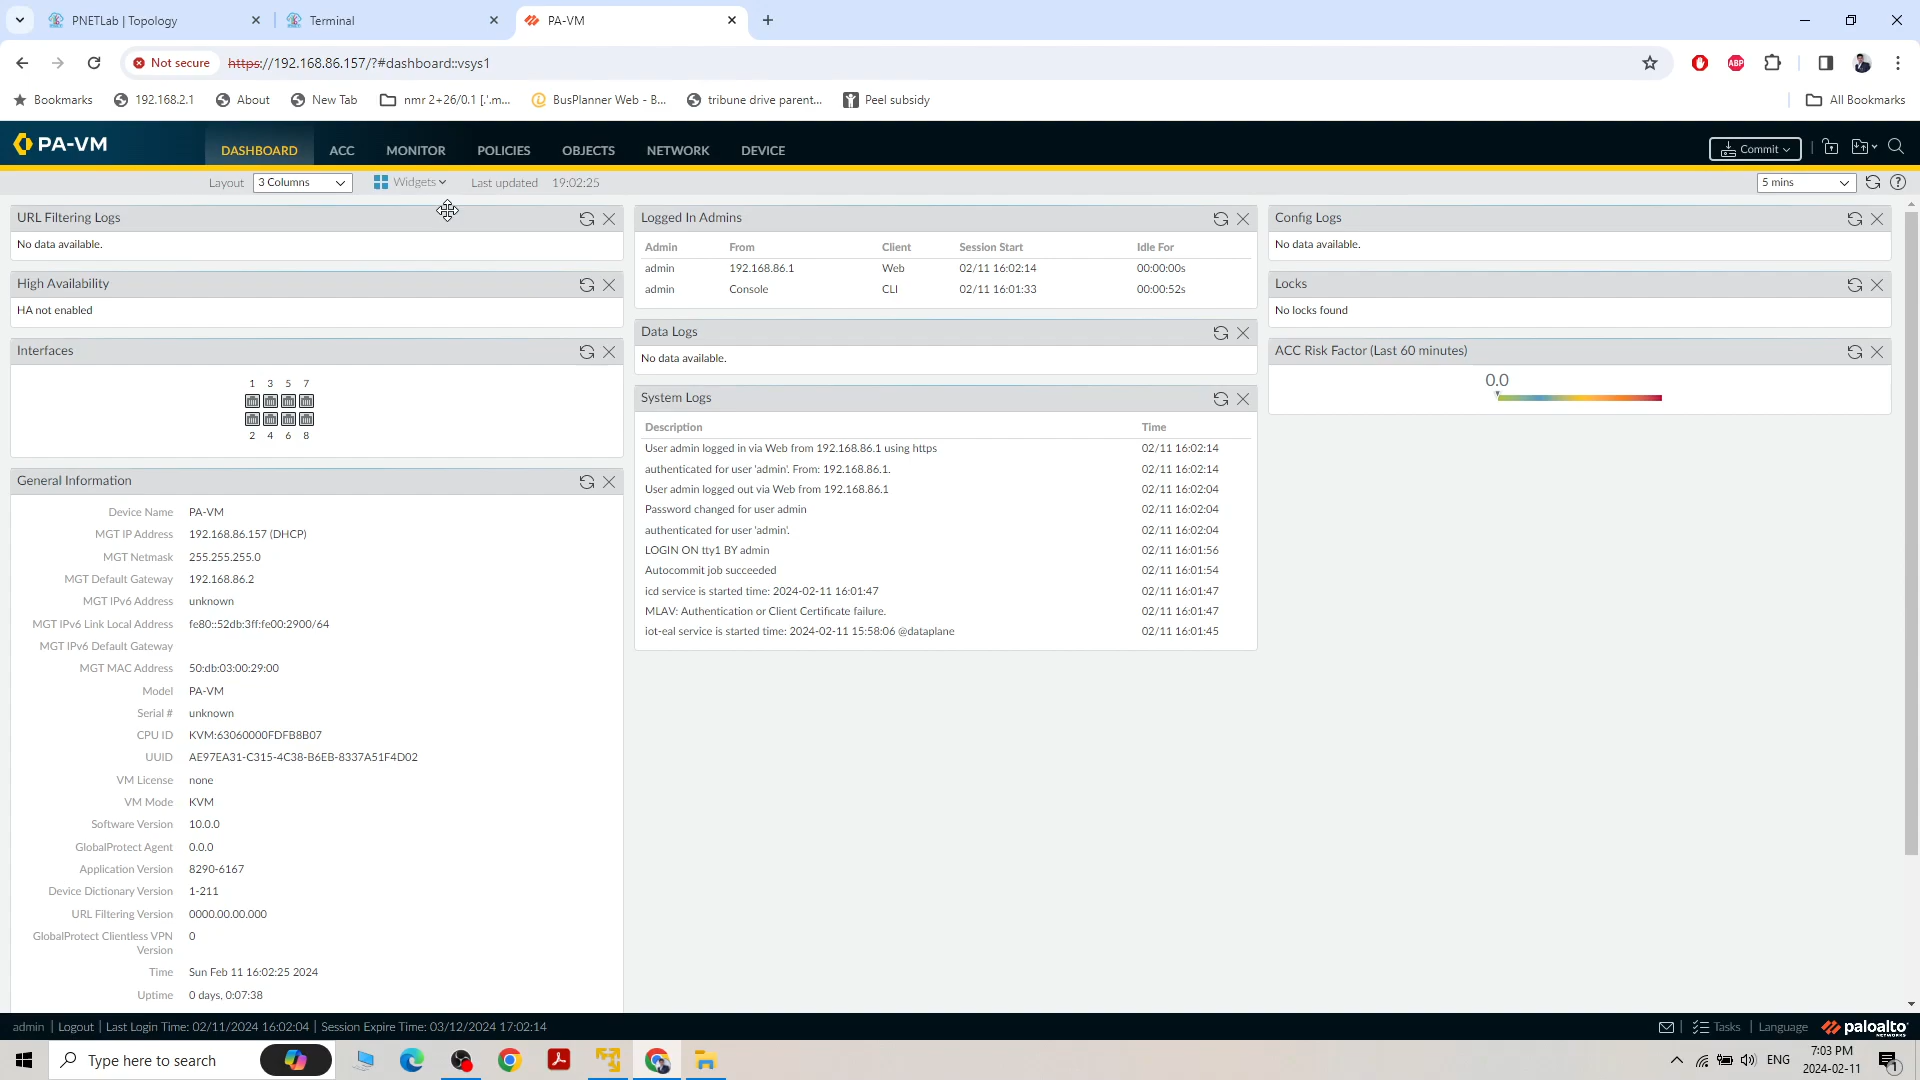 PNETLab | Topology
Terminal
PA-VM
Not secure
https://192.168.86.157/?#dashboard::vsys1
ABP
Bookmarks
192.168.2.1
About
New Tab
nmr 2+26/0.1 [.'.m...
BusPlanner Web - B...
tribune drive parent...
Peel subsidy
All Bookmarks
PA-VM
DASHBOARD
ACC
MONITOR
POLICIES
OBJECTS
NETWORK
DEVICE
Commit
Layout
3 Columns
Widgets
Last updated 19:02:25
5 mins
URL Filtering Logs
No data available.
High Availability
HA not enabled
Interfaces
1 3 5 7
2 4 6 8
General Information
Device Name PA-VM
MGT IP Address 192.168.86.157 (DHCP)
MGT Netmask 255.255.255.0
MGT Default Gateway 192.168.86.2
MGT IPv6 Address unknown
MGT IPv6 Link Local Address fe80::52db:3ff:fe00:2900/64
MGT IPv6 Default Gateway
MGT MAC Address 50:db:03:00:29:00
Model PA-VM
Serial # unknown
CPU ID KVM:63060000FDFB8B07
UUID AE97EA31-C315-4C38-B6EB-8337A51F4D02
VM License none
VM Mode KVM
Software Version 10.0.0
GlobalProtect Agent 0.0.0
Application Version 8290-6167
Device Dictionary Version 1-211
URL Filtering Version 0000.00.00.000
GlobalProtect Clientless VPN 0
Version
Time Sun Feb 11 16:02:25 2024
Uptime 0 days, 0:07:38
Logged In Admins
Admin From Client Session Start Idle For
admin 192.168.86.1 Web 02/11 16:02:14 00:00:00s
admin Console CLI 02/11 16:01:33 00:00:52s
Data Logs
No data available.
System Logs
Description Time
User admin logged in via Web from 192.168.86.1 using https 02/11 16:02:14
authenticated for user 'admin'. From: 192.168.86.1. 02/11 16:02:14
User admin logged out via Web from 192.168.86.1 02/11 16:02:04
Password changed for user admin 02/11 16:02:04
authenticated for user 'admin'. 02/11 16:02:04
LOGIN ON tty1 BY admin 02/11 16:01:56
Autocommit job succeeded 02/11 16:01:54
icd service is started time: 2024-02-11 16:01:47 02/11 16:01:47
MLAV: Authentication or Client Certificate failure. 02/11 16:01:47
iot-eal service is started time: 2024-02-11 15:58:06 @dataplane 02/11 16:01:45
Config Logs
No data available.
Locks
No locks found
ACC Risk Factor (Last 60 minutes)
0.0
admin | Logout | Last Login Time: 02/11/2024 16:02:04 | Session Expire Time: 03/12/2024 17:02:14
Tasks | Language
paloalto
NETWORKS
Type here to search
ENG
7:03 PM
2024-02-11
1